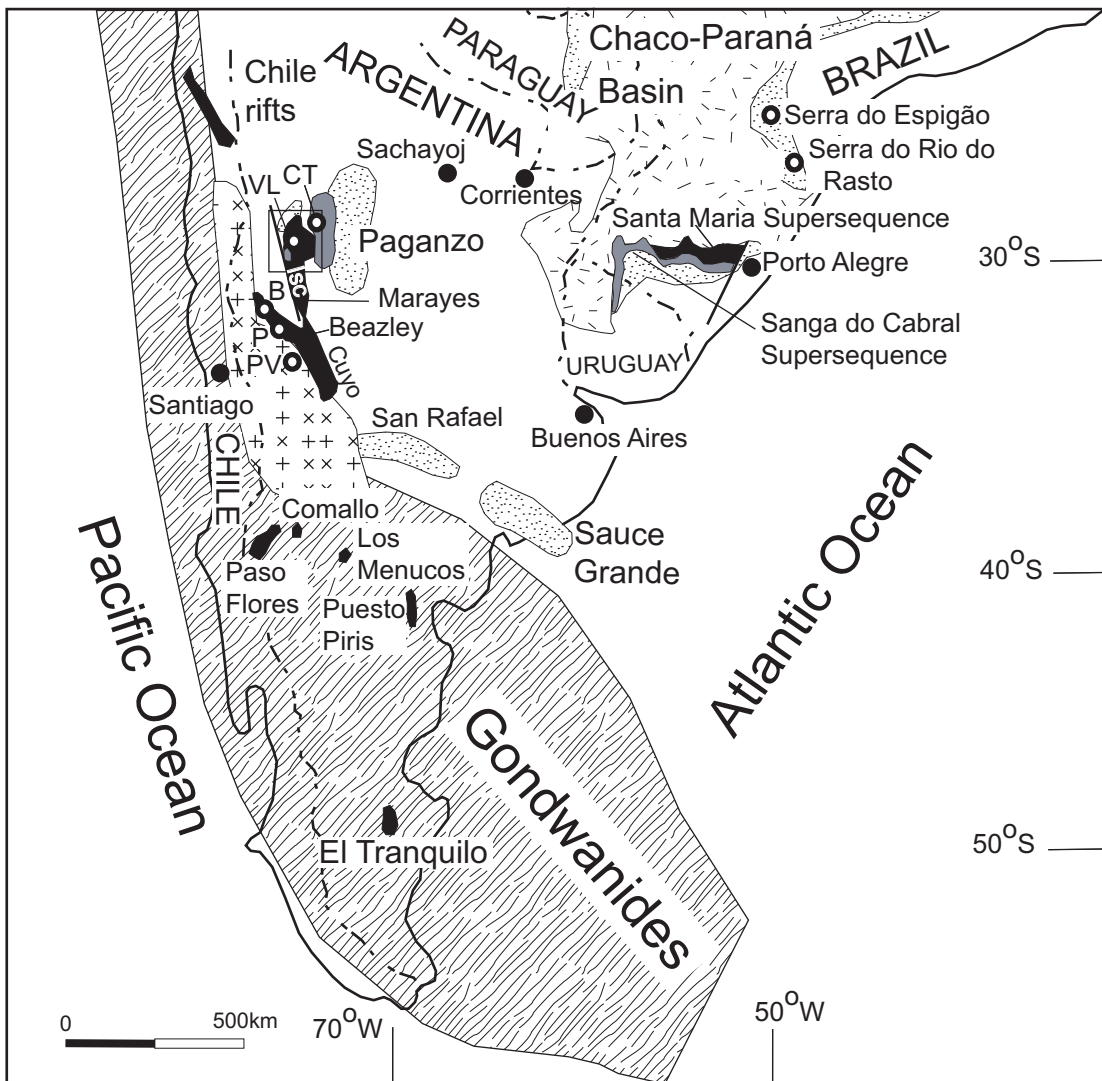 Chaco-Paraná
Basin
PARAGUAY
BRAZIL
ARGENTINA
Chile
rifts
Serra do Espigão
Serra do Rio do
Rasto
Sachayoj
Corrientes
CT
VL
Santa Maria Supersequence
Paganzo
30°S
Porto Alegre
SC
B
Marayes
Beazley
P
PV
Cuyo
Sanga do Cabral
Supersequence
URUGUAY
Santiago
San Rafael
Buenos Aires
CHILE
Comallo
Los
Menucos
Sauce
Grande
Paso
Flores
Puesto
Piris
40°S
Pacific Ocean
Atlantic Ocean
Gondwanides
El Tranquilo
50°S
0
500km
70°W
50°W